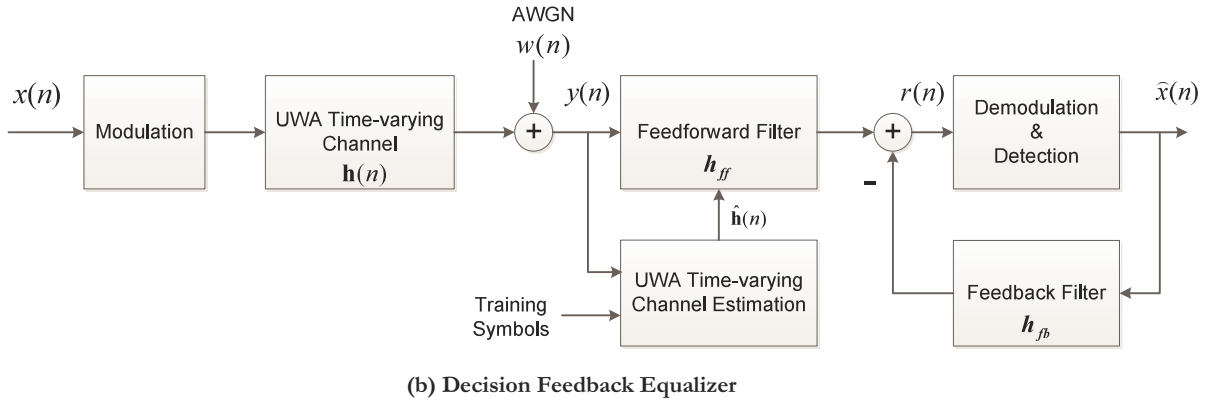 AWGN
w(n)
x(n)
Modulation
UWA Time-varying
Channel
h(n)
+
y(n)
Feedforward Filter
h_ff
r(n)
+
-
Demodulation
&
Detection
x̂(n)
ĥ(n)
UWA Time-varying
Channel Estimation
Training
Symbols
Feedback Filter
h_fb
(b) Decision Feedback Equalizer